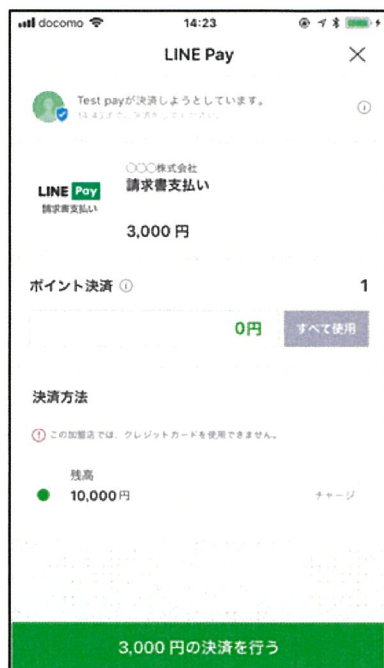 docomo 14:23
LINE Pay
Test payが決済しようとしています。
○○○株式会社
LINE Pay
請求書支払い
請求書支払い
3,000 円
ポイント決済 1
0円 すべて使用
決済方法
この加盟店では、クレジットカードを使用できません。
残高
10,000円 チャージ
3,000 円の決済を行う